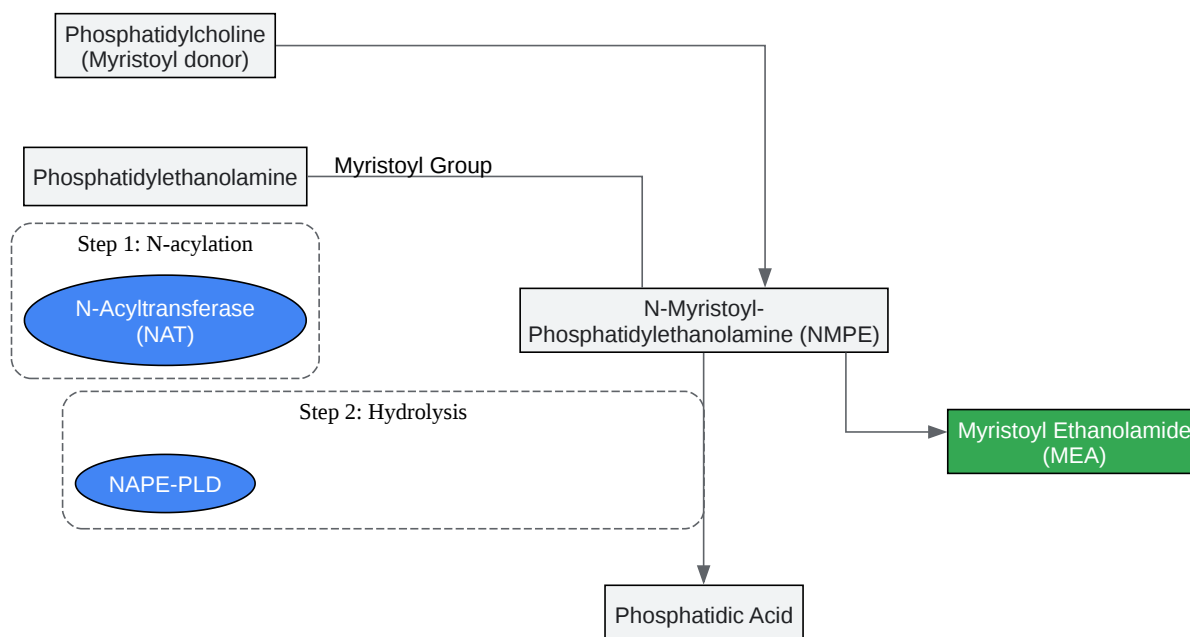 Phosphatidylcholine
(Myristoyl donor)
Phosphatidylethanolamine
Myristoyl Group
Step 1: N-acylation
N-Acyltransferase
(NAT)
N-Myristoyl-
Phosphatidylethanolamine (NMPE)
Step 2: Hydrolysis
NAPE-PLD
Myristoyl Ethanolamide
(MEA)
Phosphatidic Acid